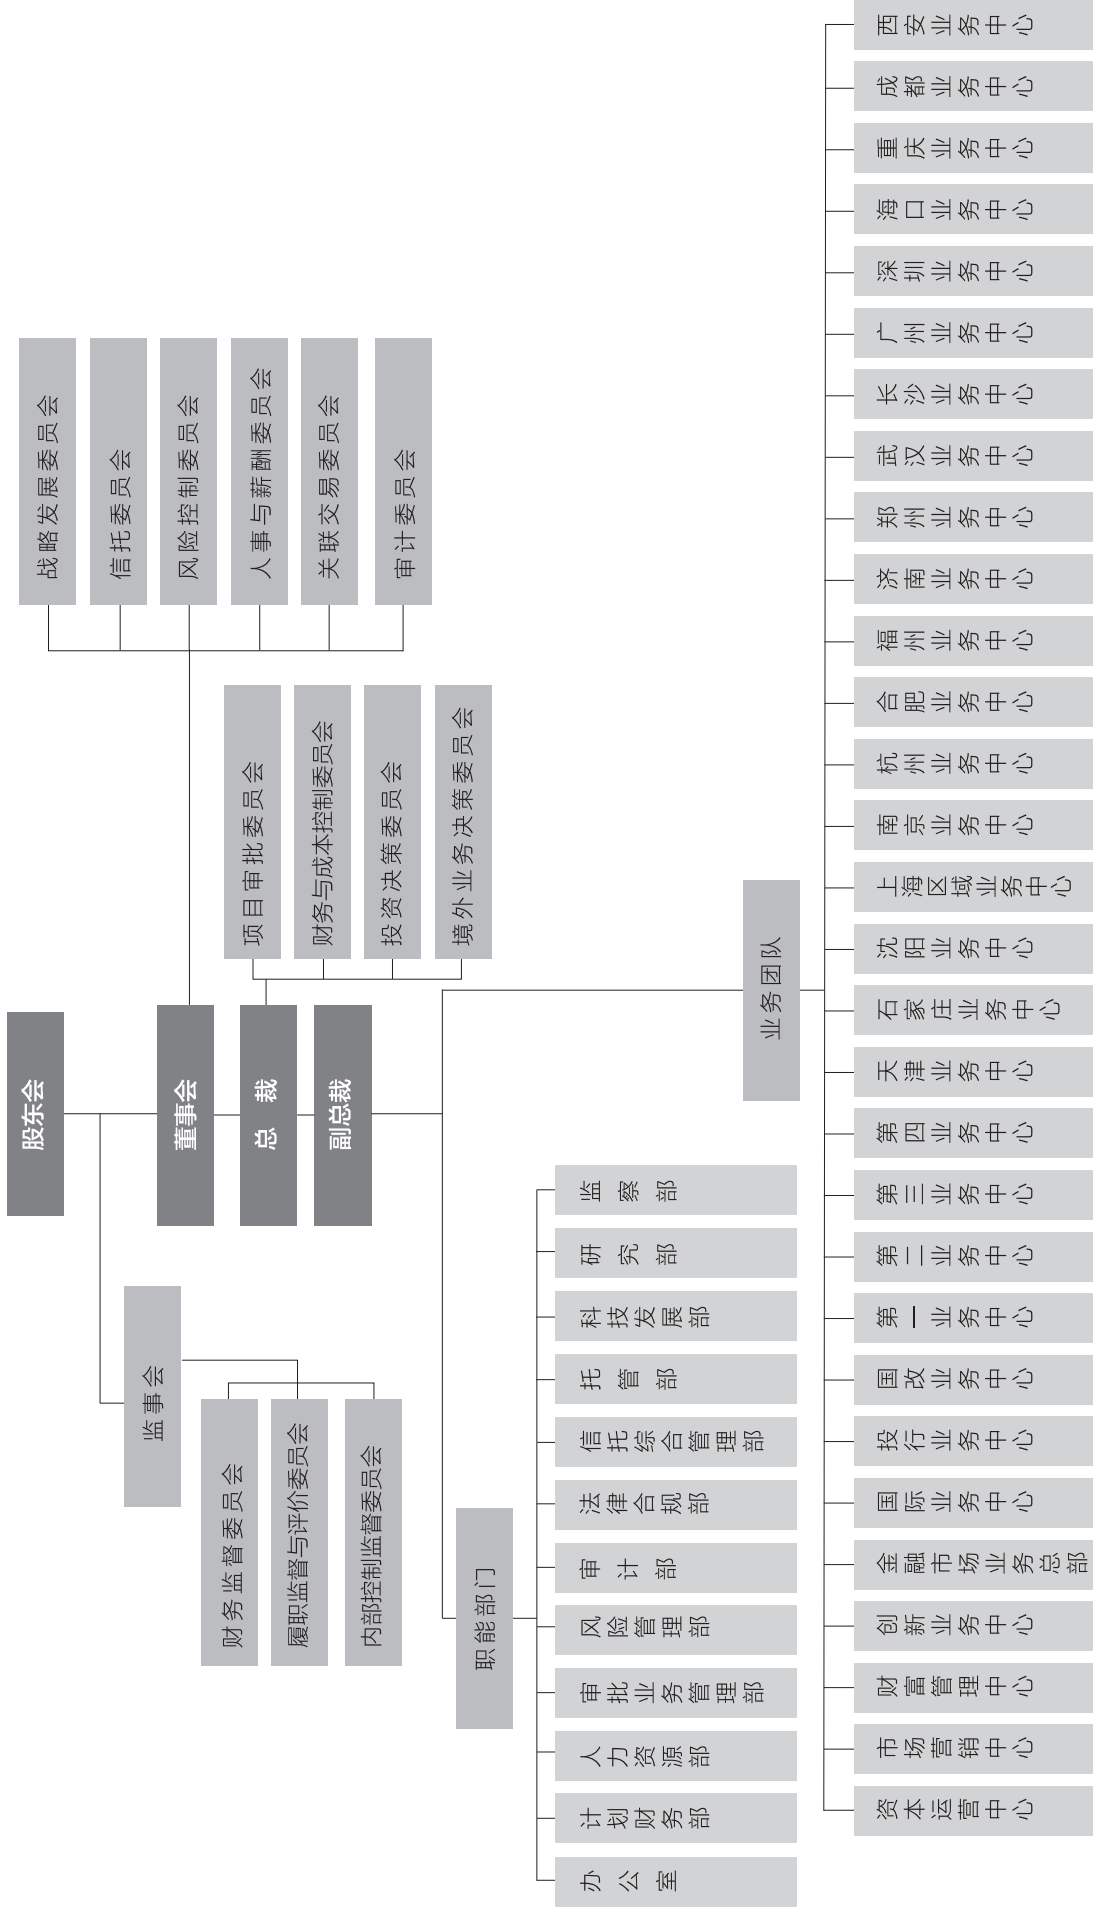 股东会
监事会
财务监督委员会
履职监督与评价委员会
内部控制监督委员会
董事会
战略发展委员会
信托委员会
风险控制委员会
人事与薪酬委员会
关联交易委员会
审计委员会
总 裁
项目审批委员会
财务与成本控制委员会
投资决策委员会
境外业务决策委员会
副总裁
职能部门
办公室
计划财务部
人力资源部
审批业务管理部
风险管理部
审计部
法律合规部
信托综合管理部
托管部
科技发展部
研究部
监察部
业务团队
资本运营中心
市场营销中心
财富管理中心
创新业务中心
金融市场业务总部
国际业务中心
投行业务中心
国改业务中心
第一业务中心
第二业务中心
第三业务中心
第四业务中心
天津业务中心
石家庄业务中心
沈阳业务中心
上海区域业务中心
南京业务中心
杭州业务中心
合肥业务中心
福州业务中心
济南业务中心
郑州业务中心
武汉业务中心
长沙业务中心
广州业务中心
深圳业务中心
海口业务中心
重庆业务中心
成都业务中心
西安业务中心